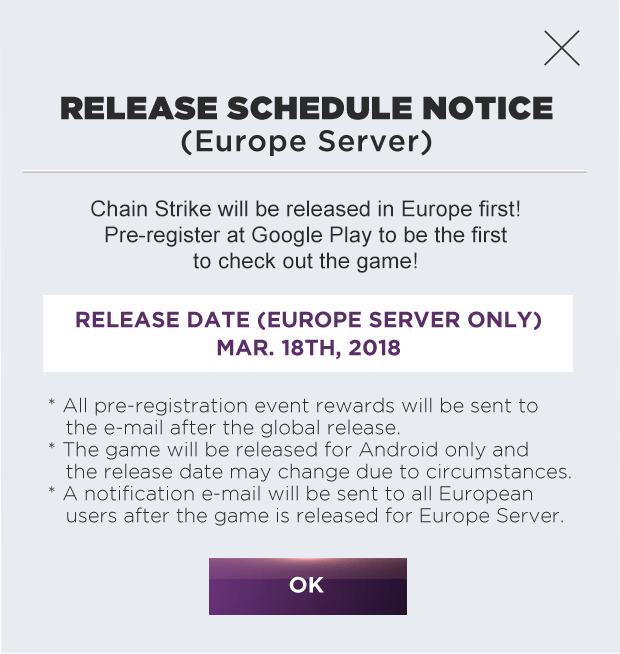 RELEASE SCHEDULE NOTICE
(Europe Server)
Chain Strike will be released in Europe first!
Pre-register at Google Play to be the first
to check out the game!
RELEASE DATE (EUROPE SERVER ONLY)
MAR. 18TH, 2018
* All pre-registration event rewards will be sent to
the e-mail after the global release.
* The game will be released for Android only and
the release date may change due to circumstances.
* A notification e-mail will be sent to all European
users after the game is released for Europe Server.
OK